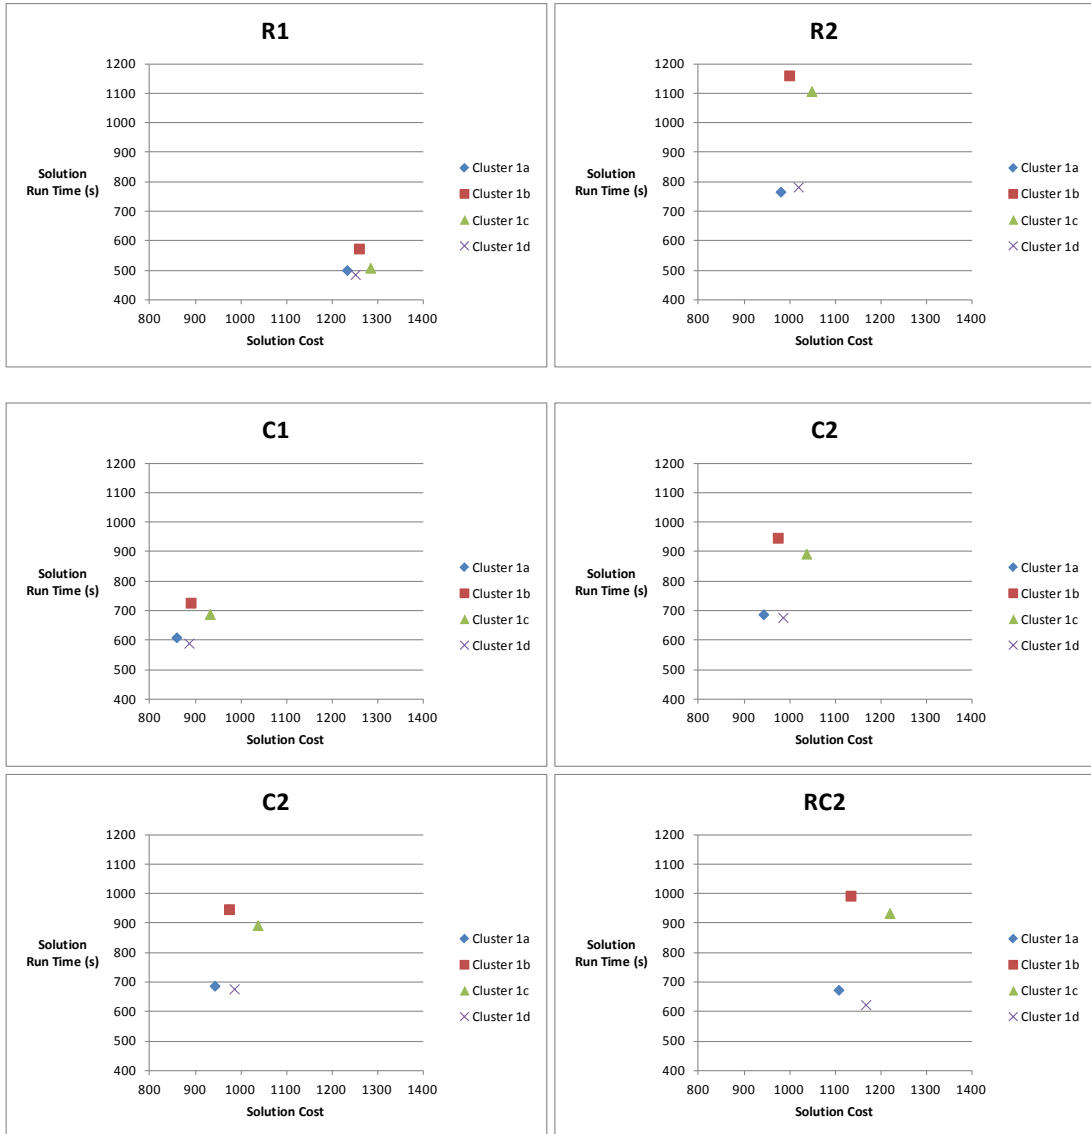 R1
1200
1100
1000
900
800
700
600
500
400
Solution
Run Time (s)
800 900 1000 1100 1200 1300 1400
Solution Cost
Cluster 1a
Cluster 1b
Cluster 1c
Cluster 1d
R2
1200
1100
1000
900
800
700
600
500
400
Solution
Run Time (s)
800 900 1000 1100 1200 1300 1400
Solution Cost
Cluster 1a
Cluster 1b
Cluster 1c
Cluster 1d
C1
1200
1100
1000
900
800
700
600
500
400
Solution
Run Time (s)
800 900 1000 1100 1200 1300 1400
Solution Cost
Cluster 1a
Cluster 1b
Cluster 1c
Cluster 1d
C2
1200
1100
1000
900
800
700
600
500
400
Solution
Run Time (s)
800 900 1000 1100 1200 1300 1400
Solution Cost
Cluster 1a
Cluster 1b
Cluster 1c
Cluster 1d
C2
1200
1100
1000
900
800
700
600
500
400
Solution
Run Time (s)
800 900 1000 1100 1200 1300 1400
Solution Cost
Cluster 1a
Cluster 1b
Cluster 1c
Cluster 1d
RC2
1200
1100
1000
900
800
700
600
500
400
Solution
Run Time (s)
800 900 1000 1100 1200 1300 1400
Solution Cost
Cluster 1a
Cluster 1b
Cluster 1c
Cluster 1d